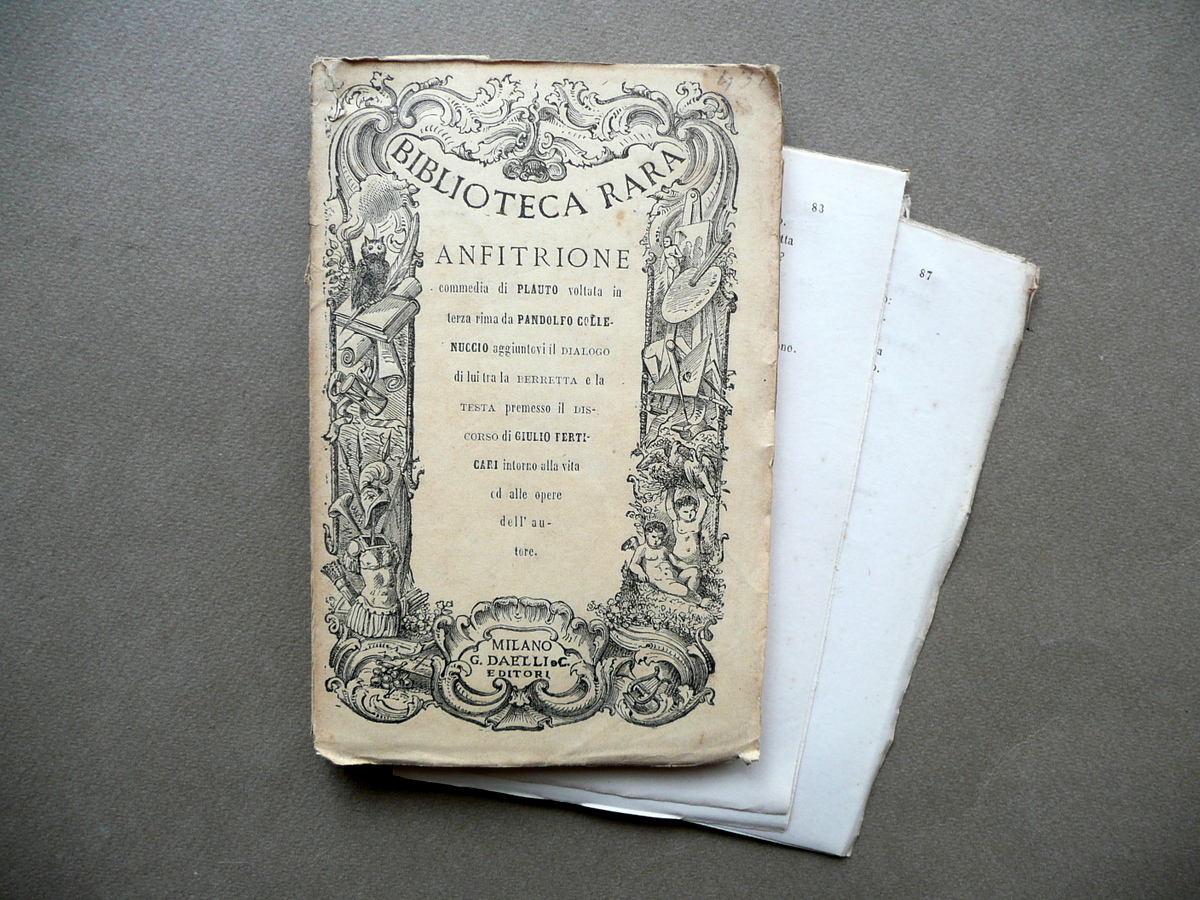 BIBLIOTECA RARA
ANFITRIONE
commedia di PLAUTO voltata in
terza rima da PANDOLFO COLLE-
NUCCIO aggiuntovi il DIALOGO
di lui tra la BERRETTA e la
TESTA premesso il DIS-
CORSO di GIULIO PERTI-
CARI intorno alla vita
ed alle opere
dell' au-
tore.
MILANO
G. DAELLI e C.
EDITORI
83
tta
no.
87